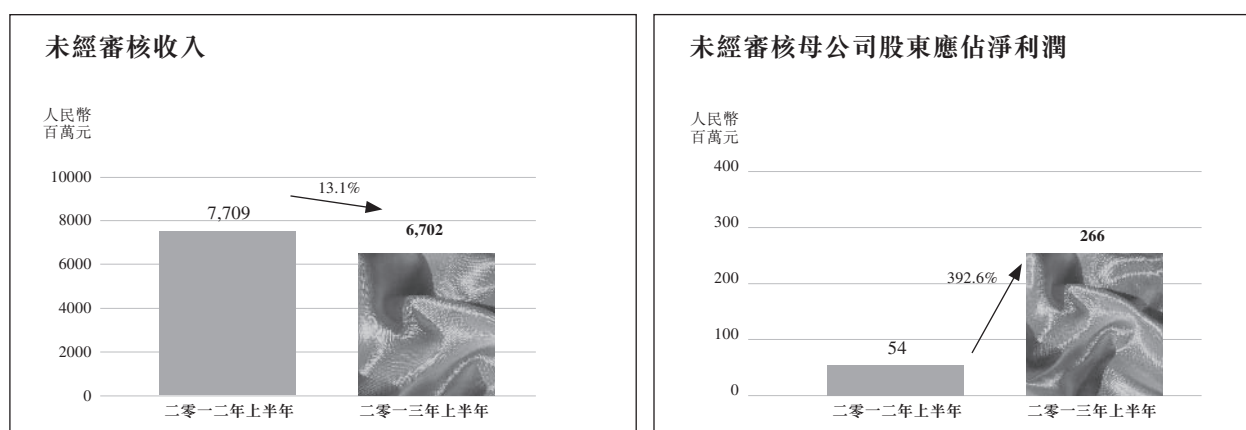 未經審核收入
人民幣
百萬元
10000
8000
6000
4000
2000
0
7,709
13.1%
6,702
二零一二年上半年
二零一三年上半年
未經審核母公司股東應佔淨利潤
人民幣
百萬元
400
300
200
100
0
54
392.6%
266
二零一二年上半年
二零一三年上半年